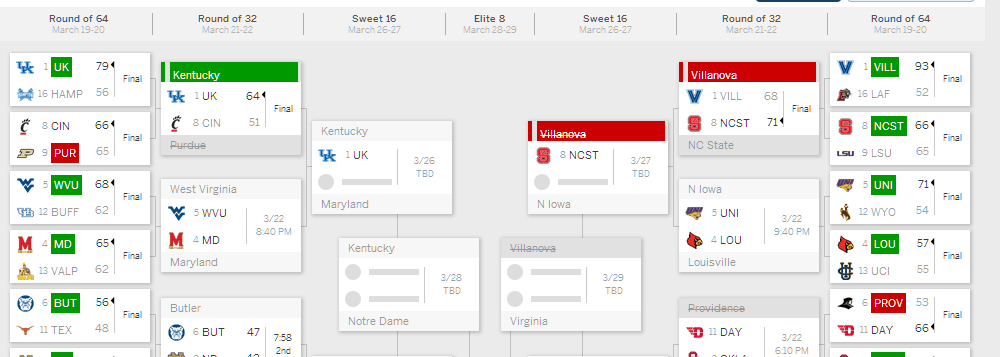 Round of 64
March 19-20
Round of 32
March 21-22
Sweet 16
March 26-27
Elite 8
March 28-29
Sweet 16
March 26-27
Round of 32
March 21-22
Round of 64
March 19-20
1 UK 79
16 HAMP 56
Final
8 CIN 66
9 PUR 65
Final
5 WVU 68
12 BUFF 62
Final
4 MD 65
13 VALP 62
Final
6 BUT 56
11 TEX 48
Final
Kentucky
1 UK 64
8 CIN 51
Final
Purdue
West Virginia
5 WVU
4 MD
3/22
8:40 PM
Maryland
Butler
6 BUT 47
7:58
2nd
Kentucky
1 UK
3/26
TBD
Maryland
Kentucky
3/28
TBD
Notre Dame
Villanova
8 NCST
3/27
TBD
N Iowa
Villanova
3/29
TBD
Virginia
Villanova
1 VILL 68
8 NCST 71
Final
NC State
N Iowa
5 UNI
4 LOU
3/22
9:40 PM
Louisville
Providence
11 DAY
3/22
6:10 PM
1 VILL 93
16 LAF 52
Final
8 NCST 66
LSU 9 LSU 65
Final
5 UNI 71
12 WYO 54
Final
4 LOU 57
13 UCI 55
Final
6 PROV 53
11 DAY 66
Final